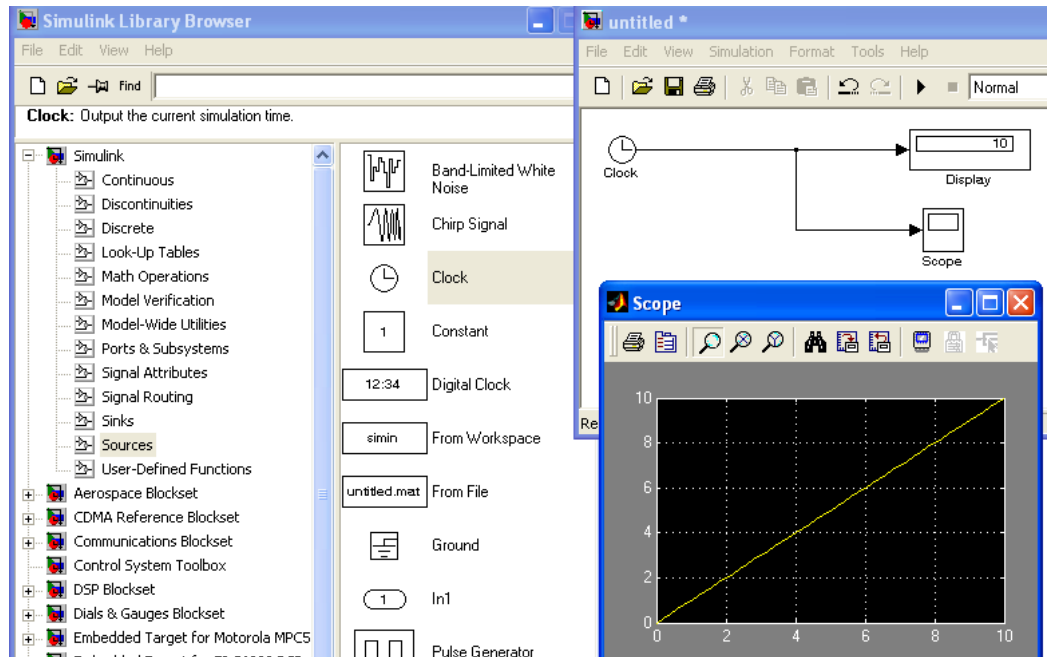 Simulink Library Browser
File Edit View Help
Find
Clock: Output the current simulation time.
Simulink
Continuous
Discontinuities
Discrete
Look-Up Tables
Math Operations
Model Verification
Model-Wide Utilities
Ports & Subsystems
Signal Attributes
Signal Routing
Sinks
Sources
User-Defined Functions
Aerospace Blockset
CDMA Reference Blockset
Communications Blockset
Control System Toolbox
DSP Blockset
Dials & Gauges Blockset
Embedded Target for Motorola MPC5
Band-Limited White
Noise
Chirp Signal
Clock
1 Constant
12:34 Digital Clock
simin From Workspace
untitled.mat From File
Ground
1 In1
Pulse Generator
untitled *
File Edit View Simulation Format Tools Help
Normal
Clock
10
Display
Scope
Re
Scope
10
8
6
4
2
0
0 2 4 6 8 10